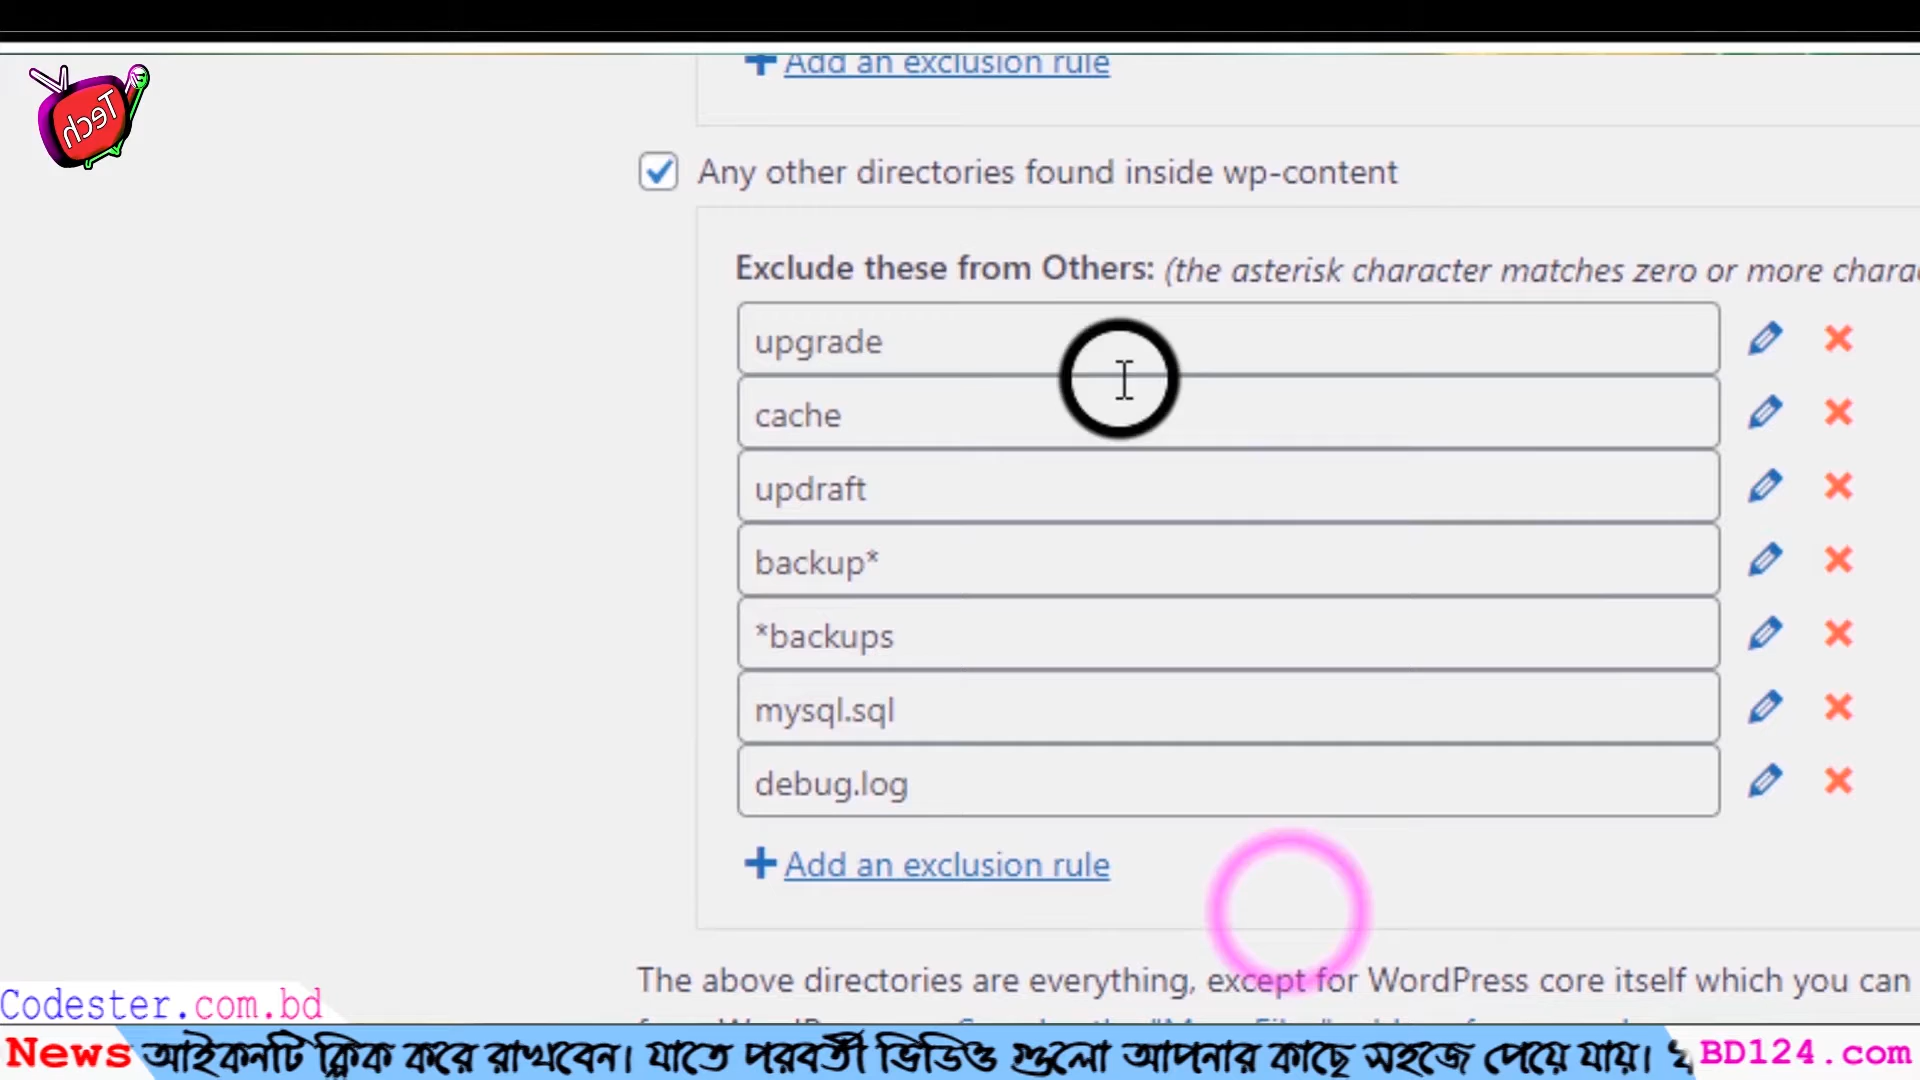 Add an exclusion rule
Tech
Any other directories found inside wp-content
Exclude these from Others: (the asterisk character matches zero or more
upgrade
cache
updraft
backup*
*backups
mysql.sql
debug.log
Add an exclusion rule
The above directories are everything, except for WordPress core itself which you can
Codester.com.bd
News আইকনটি ক্লিক করে রাখবেন। যাতে পরবর্তী ভিডিও গুলো আপনার কাছে সহজে পেয়ে যায়। BD124.com